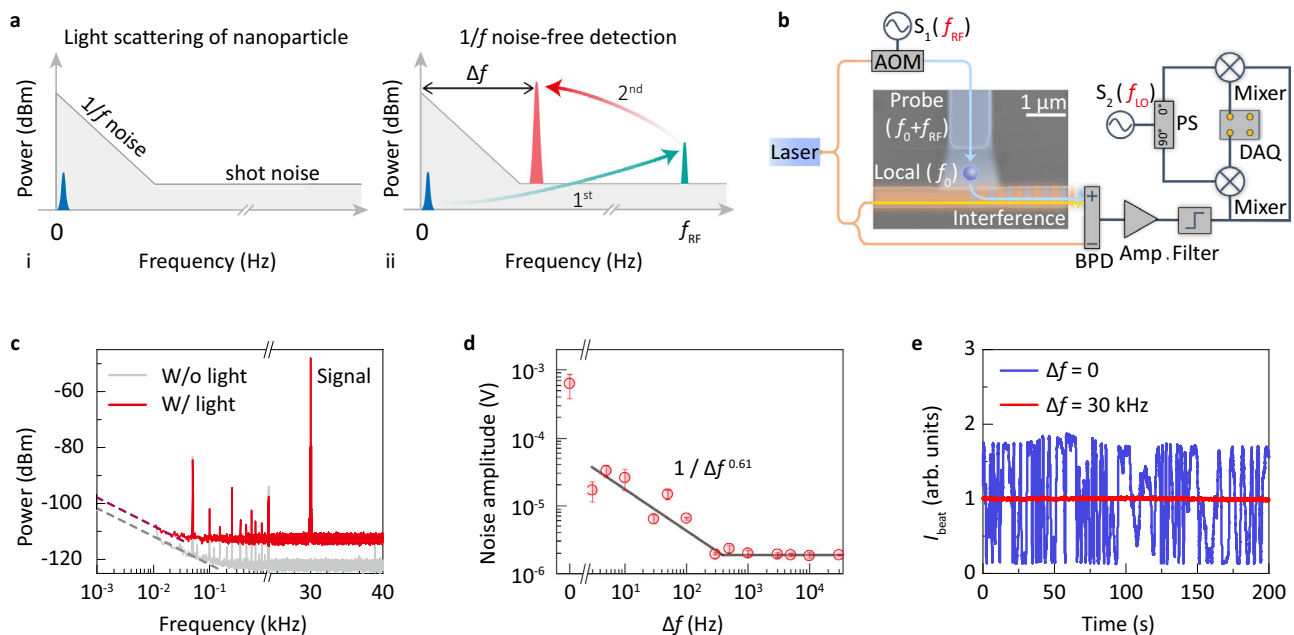 a
Light scattering of nanoparticle
Power (dBm)
1/f noise
shot noise
0
Frequency (Hz)
i
1/f noise-free detection
Power (dBm)
Δf
2nd
1st
0
fRF
Frequency (Hz)
ii
b
S1(fRF)
AOM
Probe
(f0+fRF)
1 μm
Laser
Local (f0)
Interference
S2(fLO)
0°
90°
PS
Mixer
DAQ
Mixer
+
−
BPD
Amp.
Filter
c
W/o light
W/ light
Signal
Power (dBm)
-60
-80
-100
-120
10-3
10-2
10-1
30
40
Frequency (kHz)
d
Noise amplitude (V)
10-3
10-4
10-5
10-6
1 / Δf0.61
0
101
102
103
104
Δf (Hz)
e
Δf = 0
Δf = 30 kHz
Ibeat (arb. units)
3
2
1
0
0
50
100
150
200
Time (s)